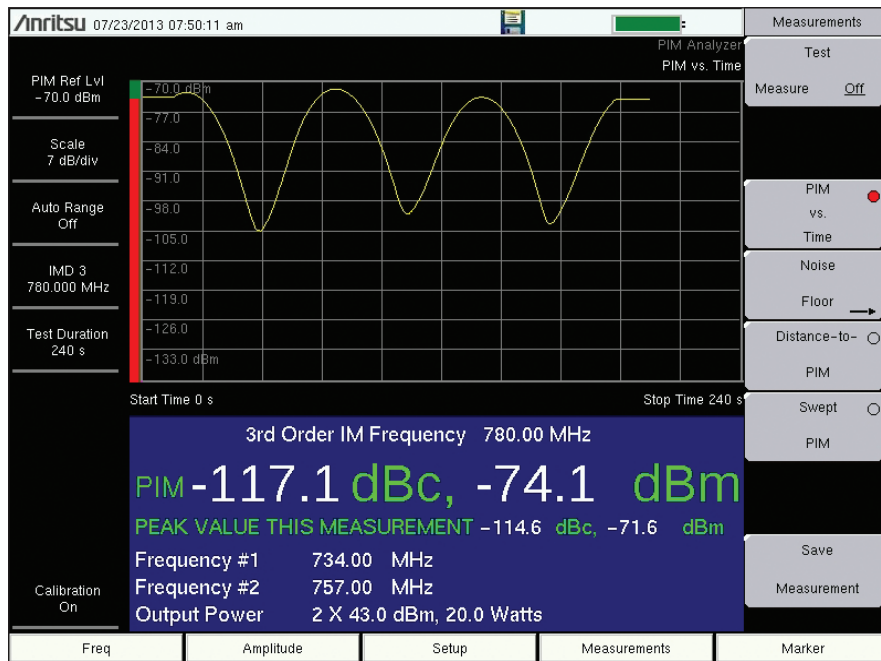 Anritsu 07/23/2013 07:50:11 am
PIM Analyzer
PIM vs. Time
PIM Ref Lvl
-70.0 dBm
Scale
7 dB/div
Auto Range
Off
IMD 3
780.000 MHz
Test Duration
240 s
Calibration
On
-70.0 dBm
-77.0
-84.0
-91.0
-98.0
-105.0
-112.0
-119.0
-126.0
-133.0 dBm
Start Time 0 s
Stop Time 240 s
3rd Order IM Frequency 780.00 MHz
PIM -117.1 dBc, -74.1 dBm
PEAK VALUE THIS MEASUREMENT -114.6 dBc, -71.6 dBm
Frequency #1 734.00 MHz
Frequency #2 757.00 MHz
Output Power 2 X 43.0 dBm, 20.0 Watts
Measurements
Test
Measure Off
PIM
vs.
Time
Noise
Floor
Distance-to-
PIM
Swept
PIM
Save
Measurement
Freq
Amplitude
Setup
Measurements
Marker